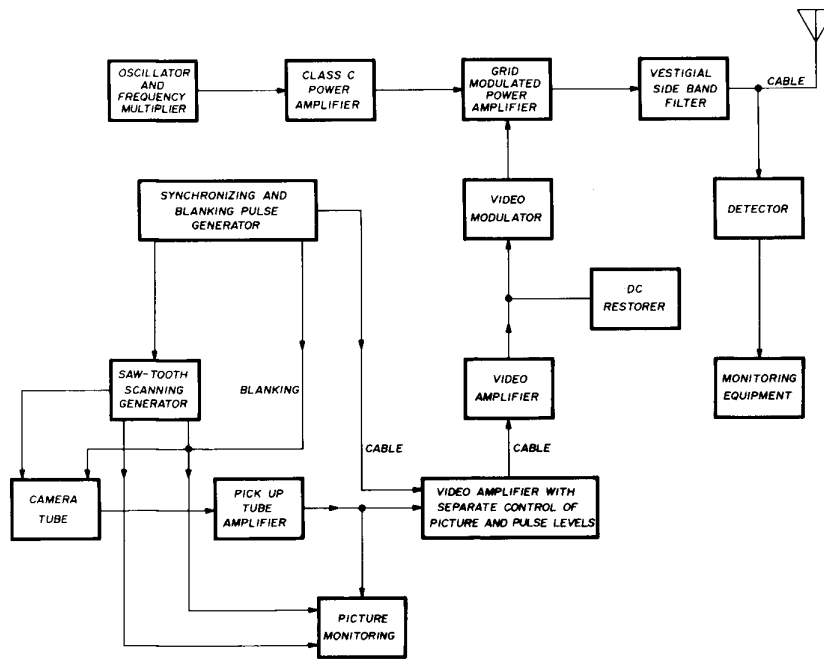 OSCILLATOR
AND
FREQUENCY
MULTIPLIER
CLASS C
POWER
AMPLIFIER
GRID
MODULATED
POWER
AMPLIFIER
VESTIGIAL
SIDE BAND
FILTER
CABLE
SYNCHRONIZING AND
BLANKING PULSE
GENERATOR
VIDEO
MODULATOR
DETECTOR
DC
RESTORER
SAW-TOOTH
SCANNING
GENERATOR
BLANKING
VIDEO
AMPLIFIER
MONITORING
EQUIPMENT
CABLE
CABLE
CAMERA
TUBE
PICK UP
TUBE
AMPLIFIER
VIDEO AMPLIFIER WITH
SEPARATE CONTROL OF
PICTURE AND PULSE LEVELS
PICTURE
MONITORING